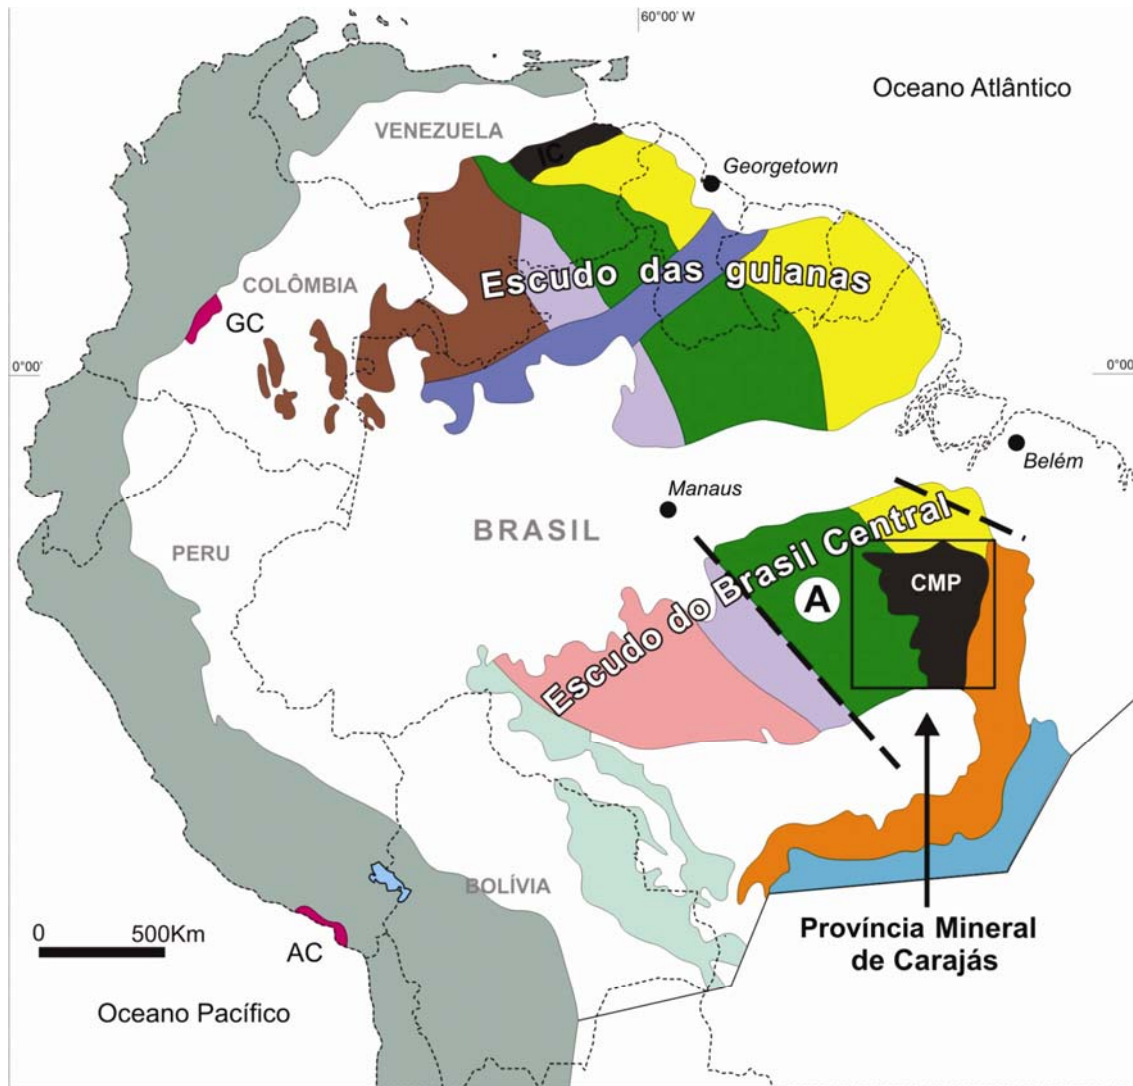 60°00' W
Oceano Atlântico
VENEZUELA
IC
Georgetown
Escudo das guianas
COLÔMBIA
GC
0°00'
0°00'
Belém
Manaus
BRASIL
PERU
Escudo do Brasil Central
CMP
A
BOLÍVIA
0 500Km
AC
Província Mineral
de Carajás
Oceano Pacífico